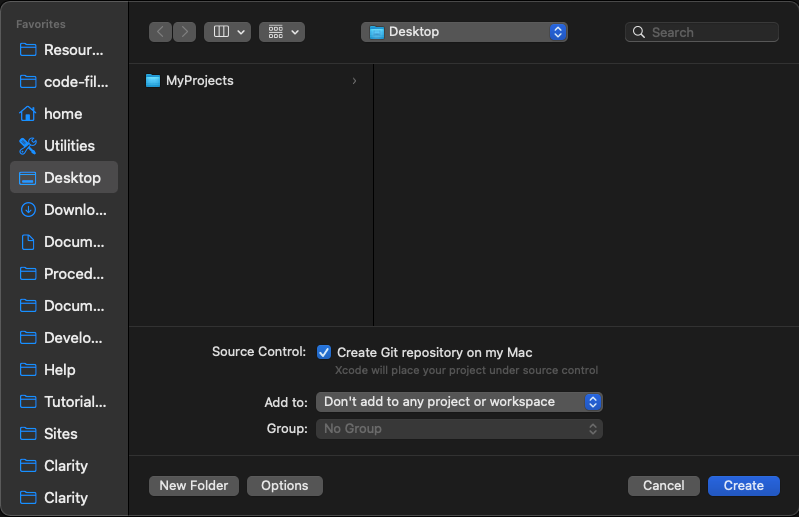 Favorites
Resour...
code-fil...
home
Utilities
Desktop
Downlo...
Docum...
Proced...
Docum...
Develo...
Help
Tutorial...
Sites
Clarity
Clarity
Desktop
Search
MyProjects
Source Control: Create Git repository on my Mac
Xcode will place your project under source control
Add to: Don't add to any project or workspace
Group: No Group
New Folder Options Cancel Create